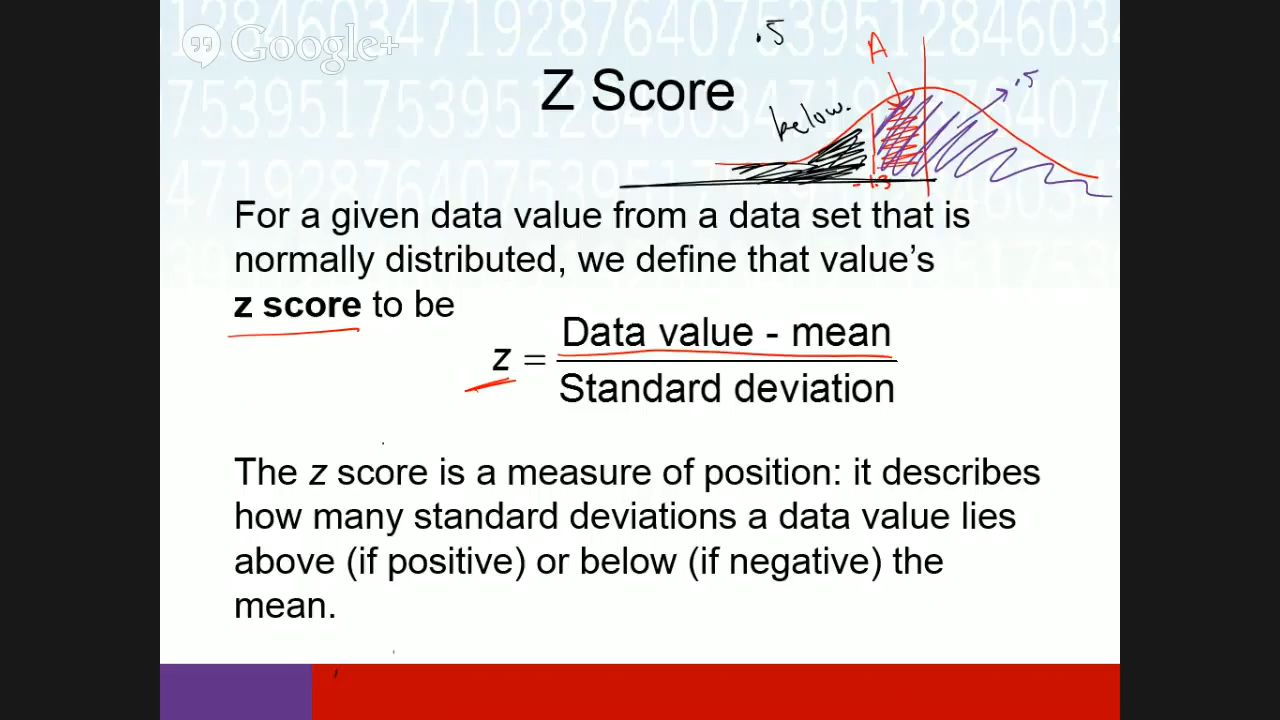 .5
Google+
A
Z Score
.5
below.
-1.3
For a given data value from a data set that is
normally distributed, we define that value’s
z score to be
z = Data value - mean
Standard deviation
The z score is a measure of position: it describes
how many standard deviations a data value lies
above (if positive) or below (if negative) the
mean.